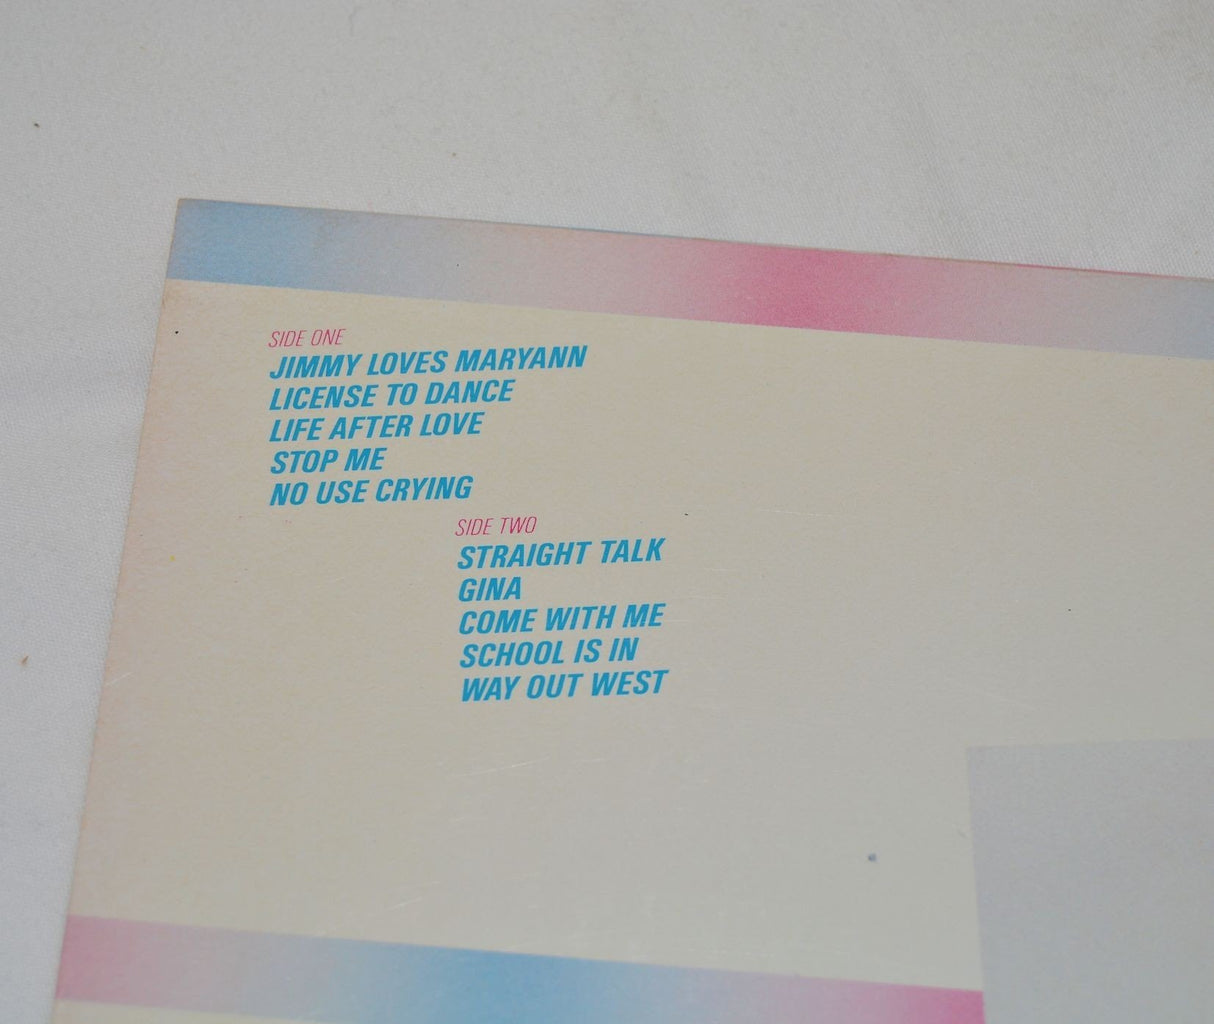 SIDE ONE
JIMMY LOVES MARYANN
LICENSE TO DANCE
LIFE AFTER LOVE
STOP ME
NO USE CRYING
SIDE TWO
STRAIGHT TALK
GINA
COME WITH ME
SCHOOL IS IN
WAY OUT WEST